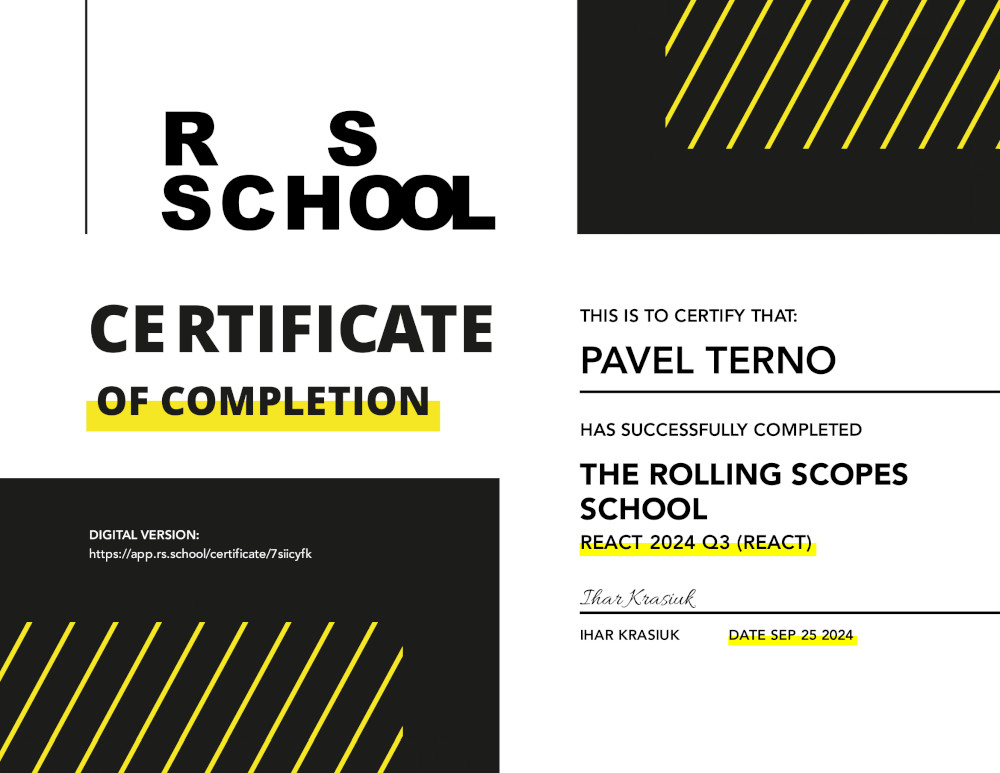 R S
SCHOOL
CERTIFICATE
OF COMPLETION
DIGITAL VERSION:
https://app.rs.school/certificate/7siicyfk
THIS IS TO CERTIFY THAT:
PAVEL TERNO
HAS SUCCESSFULLY COMPLETED
THE ROLLING SCOPES
SCHOOL
REACT 2024 Q3 (REACT)
Ihar Krasiuk
IHAR KRASIUK DATE SEP 25 2024